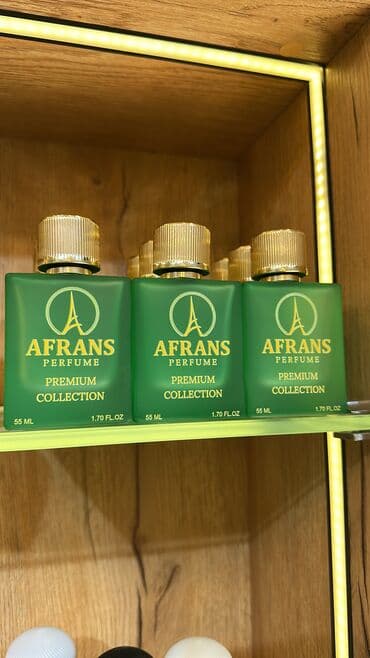 AFRANS
PERFUME
PREMIUM
COLLECTION
55 ML 1.70 FL.OZ
AFRANS
PERFUME
PREMIUM
COLLECTION
55 ML 1.70 FL.OZ
AFRANS
PERFUME
PREMIUM
COLLECTION
55 ML 1.70 FL.OZ